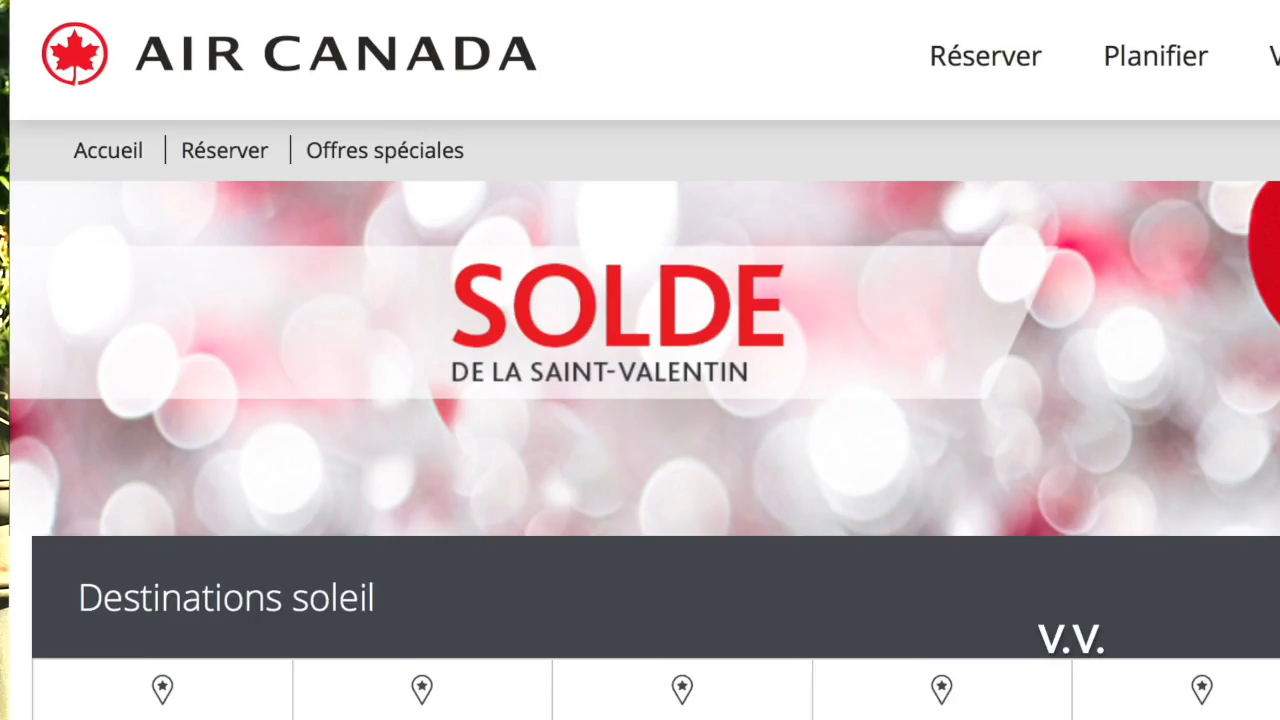 AIR CANADA
Réserver
Planifier
Accueil
Réserver
Offres spéciales
SOLDE
DE LA SAINT-VALENTIN
Destinations soleil
V.V.